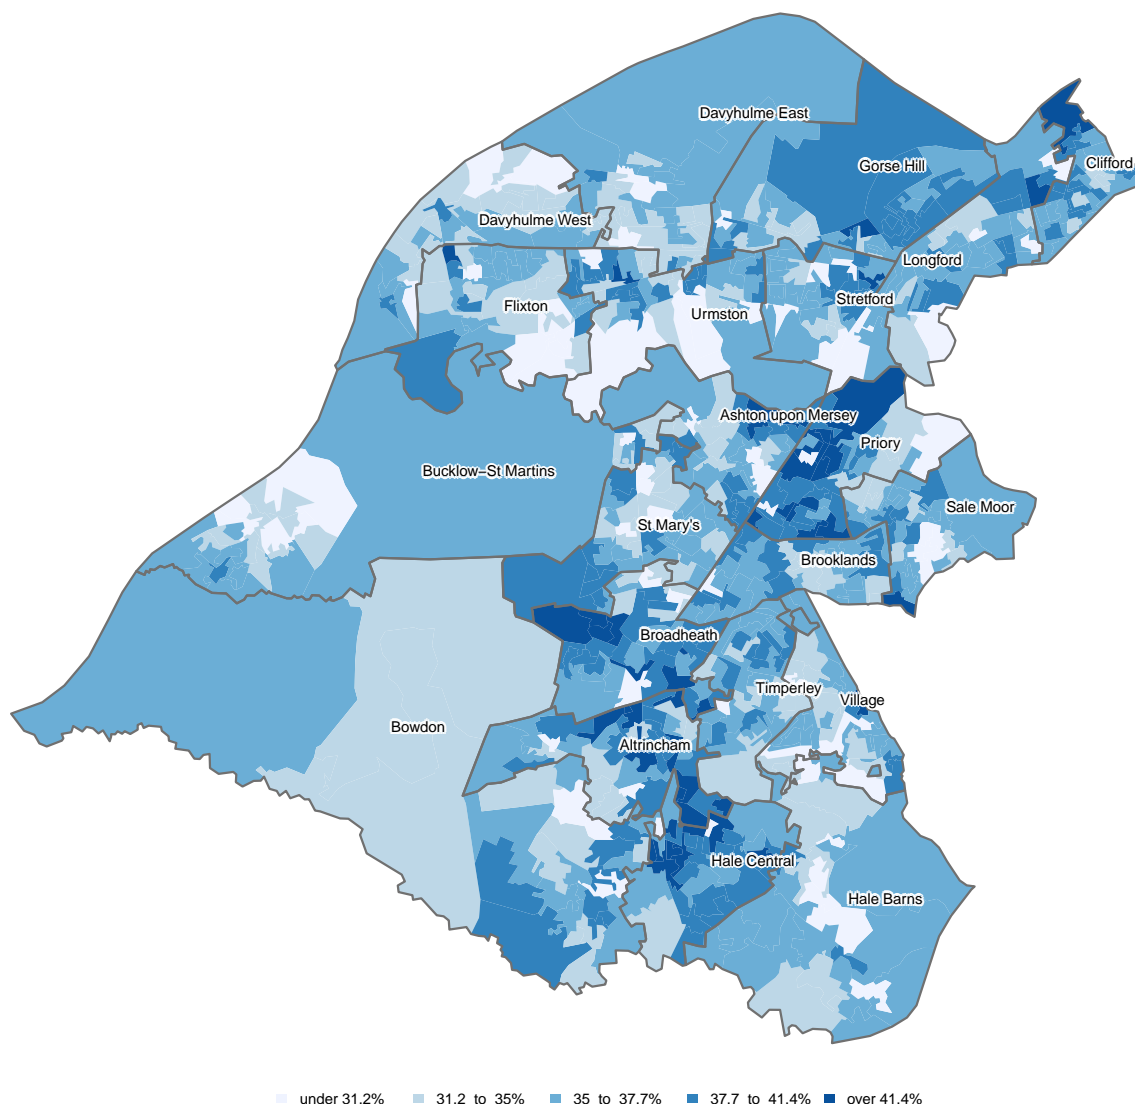 Davyhulme East
Gorse Hill
Clifford
Davyhulme West
Longford
Stretford
Flixton
Urmston
Ashton upon Mersey
Priory
Bucklow–St Martins
Sale Moor
St Mary's
Brooklands
Broadheath
Timperley
Village
Bowdon
Altrincham
Hale Central
Hale Barns
under 31.2% 31.2 to 35% 35 to 37.7% 37.7 to 41.4% over 41.4%